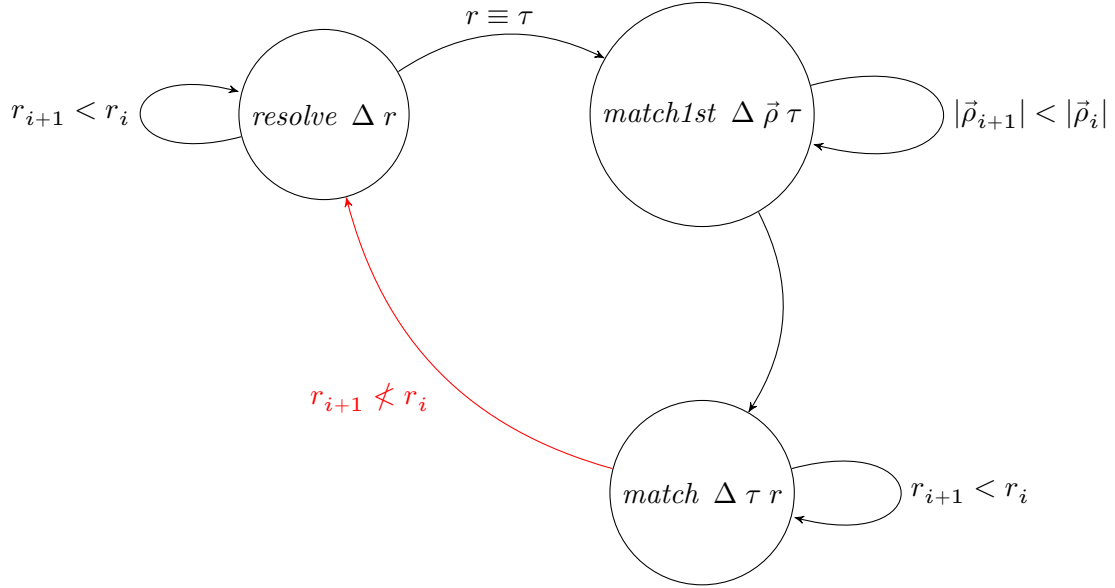 r ≡ τ
r_{i+1} < r_i
resolve Δ r
match1st Δ ρ⃗ τ
|ρ⃗_{i+1}| < |ρ⃗_i|
r_{i+1} ≮ r_i
match Δ τ r
r_{i+1} < r_i